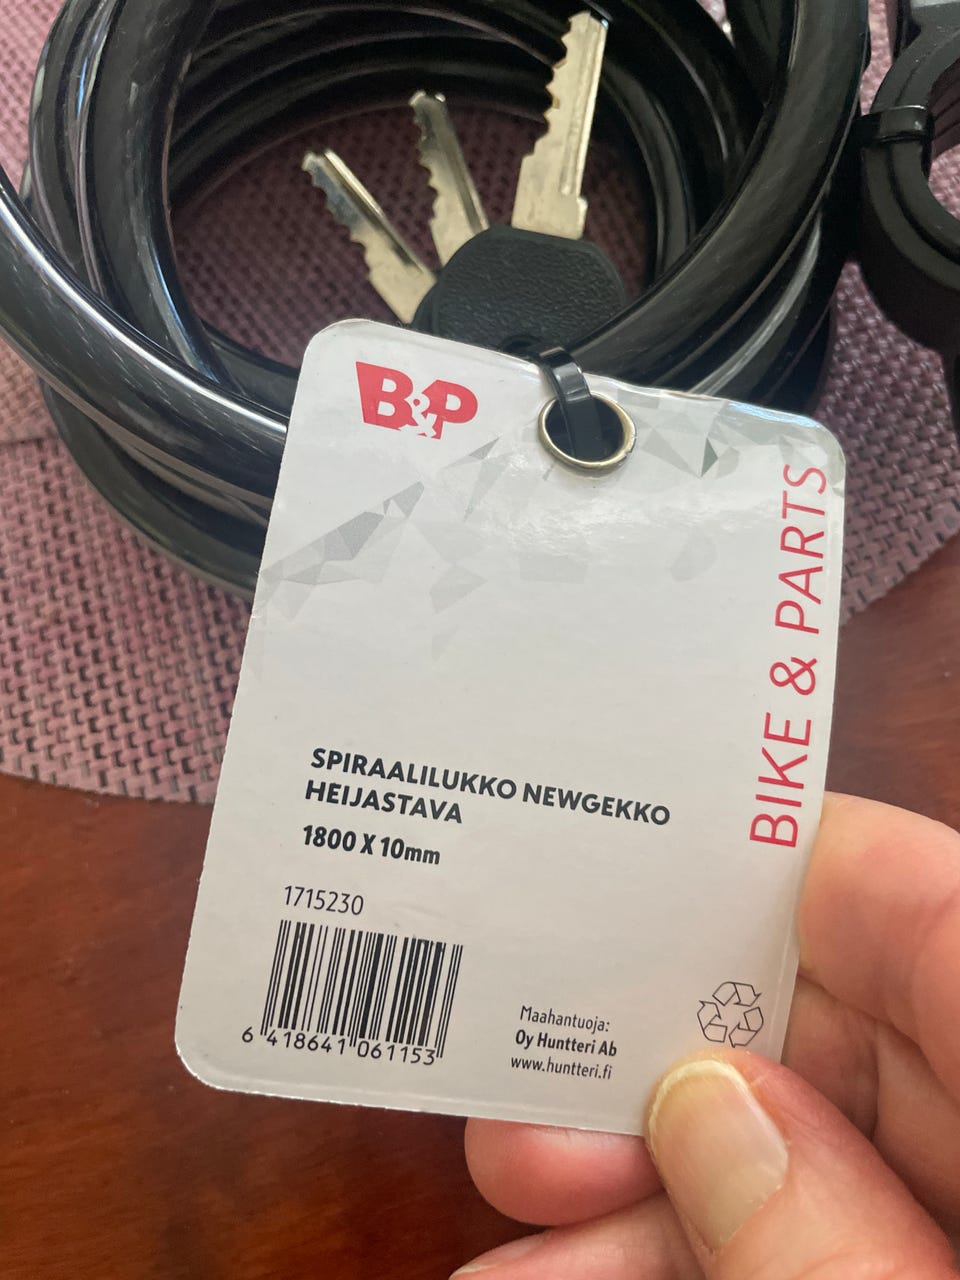 B&P
BIKE & PARTS
SPIRAALILUKKO NEWGEKKO
HEIJASTAVA
1800 X 10mm
1715230
6 418641 061153
Maahantuoja:
Oy Huntteri Ab
www.huntteri.fi